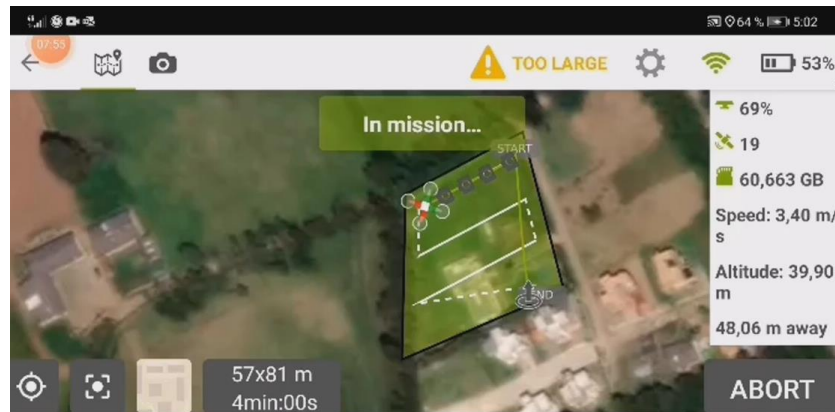 64 % 5:02
07:55
TOO LARGE
53%
In mission...
START
69%
19
60,663 GB
Speed: 3,40 m/
s
Altitude: 39,90
m
48,06 m away
END
57x81 m
4min:00s
ABORT